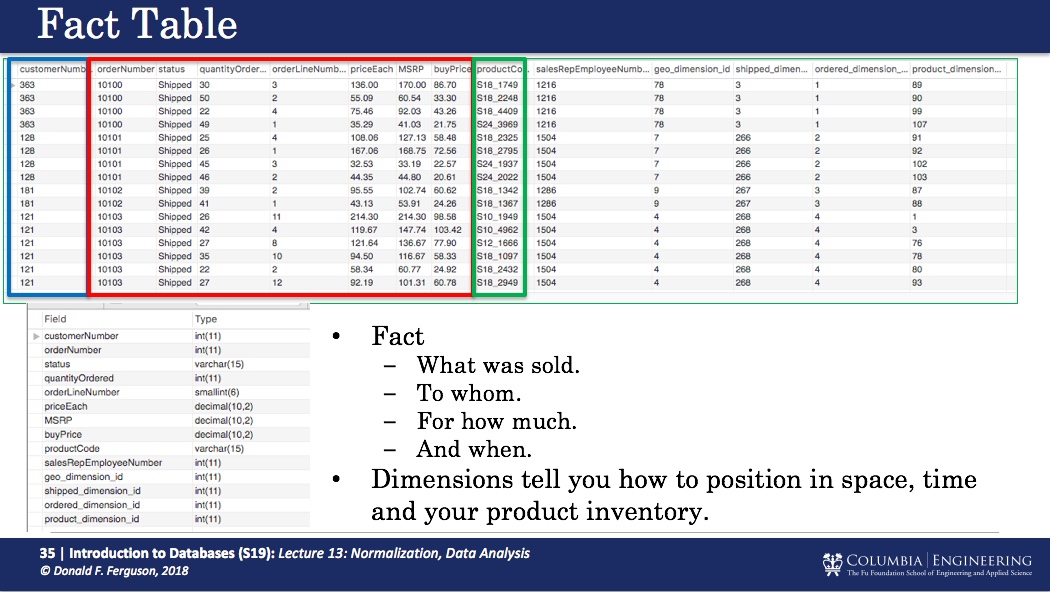 Fact Table
customerNumb... orderNumber status quantityOrder... orderLineNumb... priceEach MSRP buyPrice productCo... salesRepEmployeeNumb... geo_dimension_id shipped_dimen... ordered_dimension_... product_dimension...
363 10100 Shipped 30 3 136.00 170.00 86.70 S18_1749 1216 78 3 1 89
363 10100 Shipped 50 2 55.09 60.54 33.30 S18_2248 1216 78 3 1 90
363 10100 Shipped 22 4 75.46 92.03 43.26 S18_4409 1216 78 3 1 99
363 10100 Shipped 49 1 35.29 41.03 21.75 S24_3969 1216 78 3 1 107
128 10101 Shipped 25 4 108.06 127.13 58.48 S18_2325 1504 7 266 2 91
128 10101 Shipped 26 1 167.06 168.75 72.56 S18_2795 1504 7 266 2 92
128 10101 Shipped 45 3 32.53 33.19 22.57 S24_1937 1504 7 266 2 102
128 10101 Shipped 46 2 44.35 44.80 20.61 S24_2022 1504 7 266 2 103
181 10102 Shipped 39 2 95.55 102.74 60.62 S18_1342 1286 9 267 3 87
181 10102 Shipped 41 1 43.13 53.91 24.26 S18_1367 1286 9 267 3 88
121 10103 Shipped 26 11 214.30 214.30 98.58 S10_1949 1504 4 268 4 1
121 10103 Shipped 42 4 119.67 147.74 103.42 S10_4962 1504 4 268 4 3
121 10103 Shipped 27 8 121.64 136.67 77.90 S12_1666 1504 4 268 4 76
121 10103 Shipped 35 10 94.50 116.67 58.33 S18_1097 1504 4 268 4 78
121 10103 Shipped 22 2 58.34 60.77 24.92 S18_2432 1504 4 268 4 80
121 10103 Shipped 27 12 92.19 101.31 60.78 S18_2949 1504 4 268 4 93
Field Type
customerNumber int(11)
orderNumber int(11)
status varchar(15)
quantityOrdered int(11)
orderLineNumber smallint(6)
priceEach decimal(10,2)
MSRP decimal(10,2)
buyPrice decimal(10,2)
productCode varchar(15)
salesRepEmployeeNumber int(11)
geo_dimension_id int(11)
shipped_dimension_id int(11)
ordered_dimension_id int(11)
product_dimension_id int(11)
• Fact
– What was sold.
– To whom.
– For how much.
– And when.
• Dimensions tell you how to position in space, time
and your product inventory.
35 | Introduction to Databases (S19): Lecture 13: Normalization, Data Analysis
© Donald F. Ferguson, 2018
COLUMBIA | ENGINEERING
The Fu Foundation School of Engineering and Applied Science